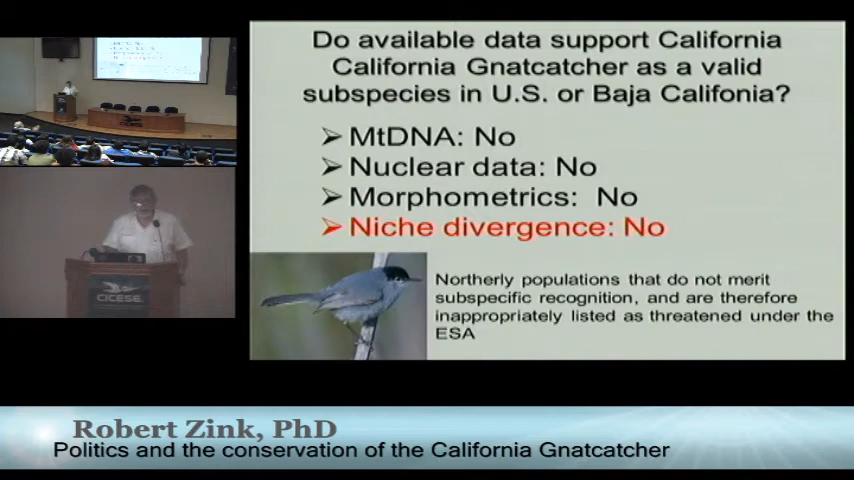 Do available data support California
California Gnatcatcher as a valid
subspecies in U.S. or Baja Califonia?
➢ MtDNA: No
➢ Nuclear data: No
➢ Morphometrics: No
➢ Niche divergence: No
Northerly populations that do not merit
subspecific recognition, and are therefore
inappropriately listed as threatened under the
ESA
CICESE
Robert Zink, PhD
Politics and the conservation of the California Gnatcatcher